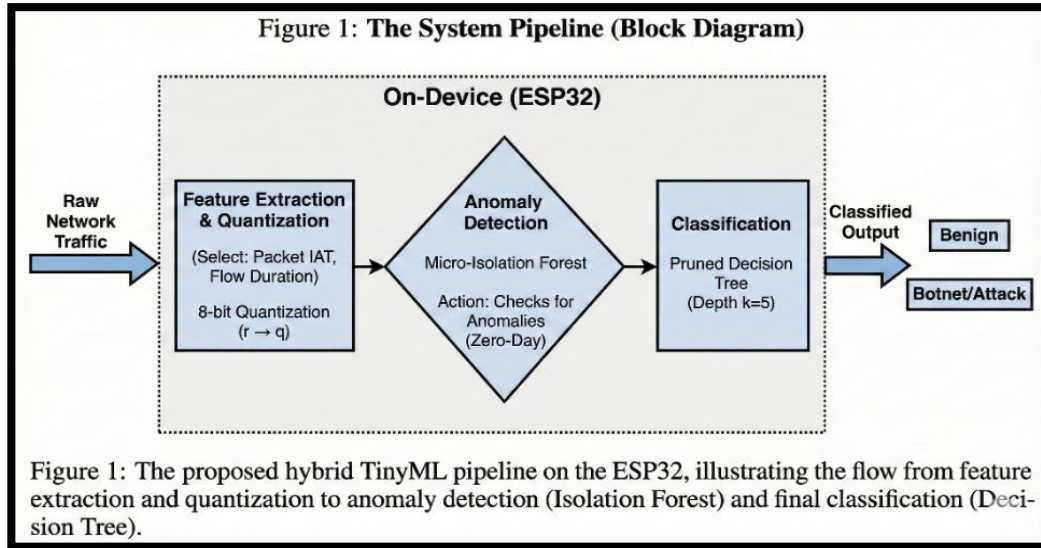 Figure 1: The System Pipeline (Block Diagram)
On-Device (ESP32)
Raw
Network
Traffic
Feature Extraction
& Quantization
(Select: Packet IAT,
Flow Duration)
8-bit Quantization
(r → q)
Anomaly
Detection
Micro-Isolation Forest
Action: Checks for
Anomalies
(Zero-Day)
Classification
Pruned Decision
Tree
(Depth k=5)
Classified
Output
Benign
Botnet/Attack
Figure 1: The proposed hybrid TinyML pipeline on the ESP32, illustrating the flow from feature
extraction and quantization to anomaly detection (Isolation Forest) and final classification (Deci-
sion Tree).